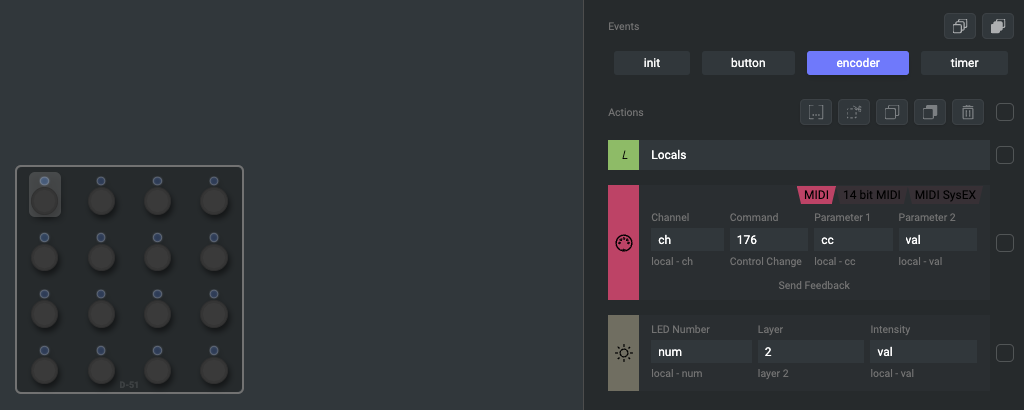 Events
init button encoder timer
Actions
L Locals
MIDI 14 bit MIDI MIDI SysEX
Channel Command Parameter 1 Parameter 2
ch 176 cc val
local - ch Control Change local - cc local - val
Send Feedback
LED Number Layer Intensity
num 2 val
local - num layer 2 local - val